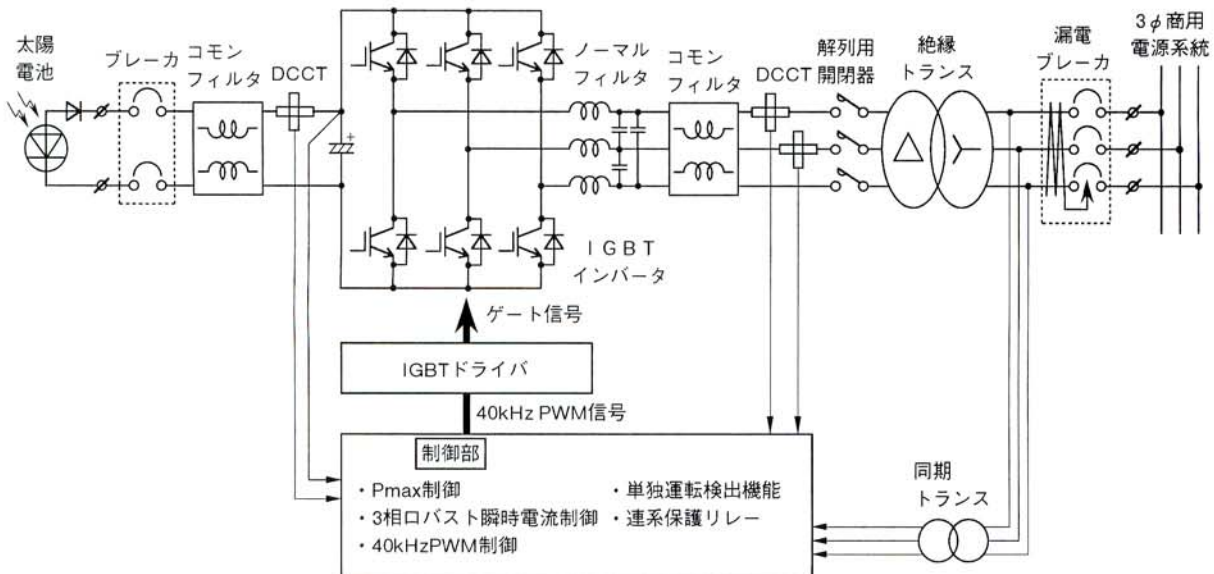 太陽
電池
ブレーカ
コモン
フィルタ
DCCT
ノーマル
フィルタ
コモン
フィルタ
DCCT
解列用
開閉器
絶縁
トランス
漏電
ブレーカ
3φ商用
電源系統
+
IGBT
インバータ
ゲート信号
IGBTドライバ
40kHz PWM信号
制御部
・Pmax制御
・3相ロバスト瞬時電流制御
・40kHzPWM制御
・単独運転検出機能
・連系保護リレー
同期
トランス